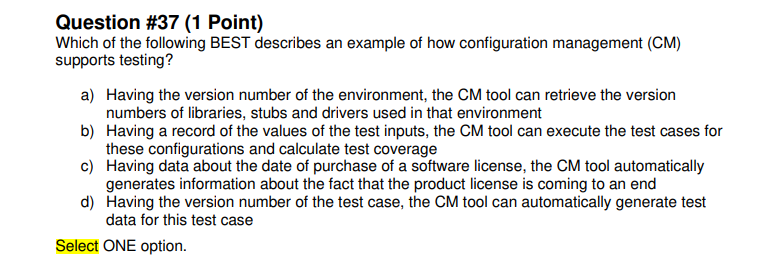 Question #37 (1 Point)
Which of the following BEST describes an example of how configuration management (CM)
supports testing?
a) Having the version number of the environment, the CM tool can retrieve the version
numbers of libraries, stubs and drivers used in that environment
b) Having a record of the values of the test inputs, the CM tool can execute the test cases for
these configurations and calculate test coverage
c) Having data about the date of purchase of a software license, the CM tool automatically
generates information about the fact that the product license is coming to an end
d) Having the version number of the test case, the CM tool can automatically generate test
data for this test case
Select ONE option.